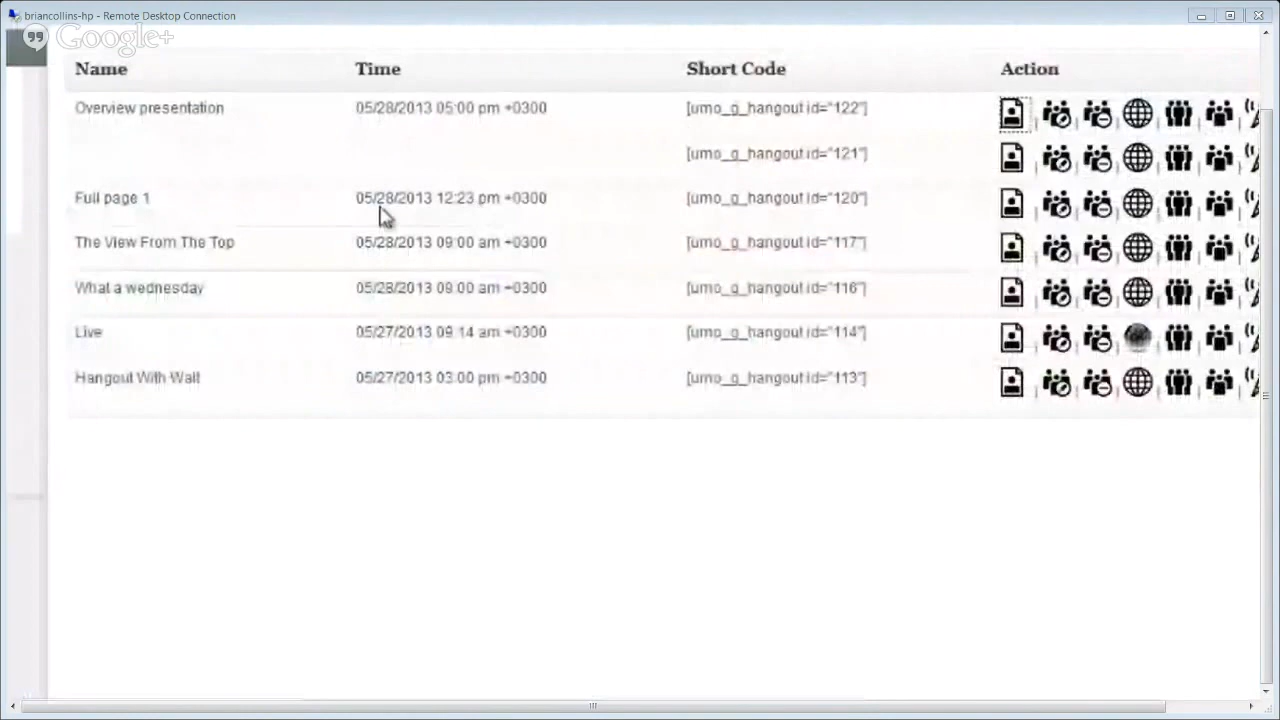 briancollins-hp - Remote Desktop Connection
Google+
Name Time Short Code Action
Overview presentation 05/28/2013 05:00 pm +0300 [umo_g_hangout id="122"]
[umo_g_hangout id="121"]
Full page 1 05/28/2013 12:23 pm +0300 [umo_g_hangout id="120"]
The View From The Top 05/28/2013 09:00 am +0300 [umo_g_hangout id="117"]
What a wednesday 05/28/2013 09:00 am +0300 [umo_g_hangout id="116"]
Live 05/27/2013 09:14 am +0300 [umo_g_hangout id="114"]
Hangout With Walt 05/27/2013 03:00 pm +0300 [umo_g_hangout id="113"]